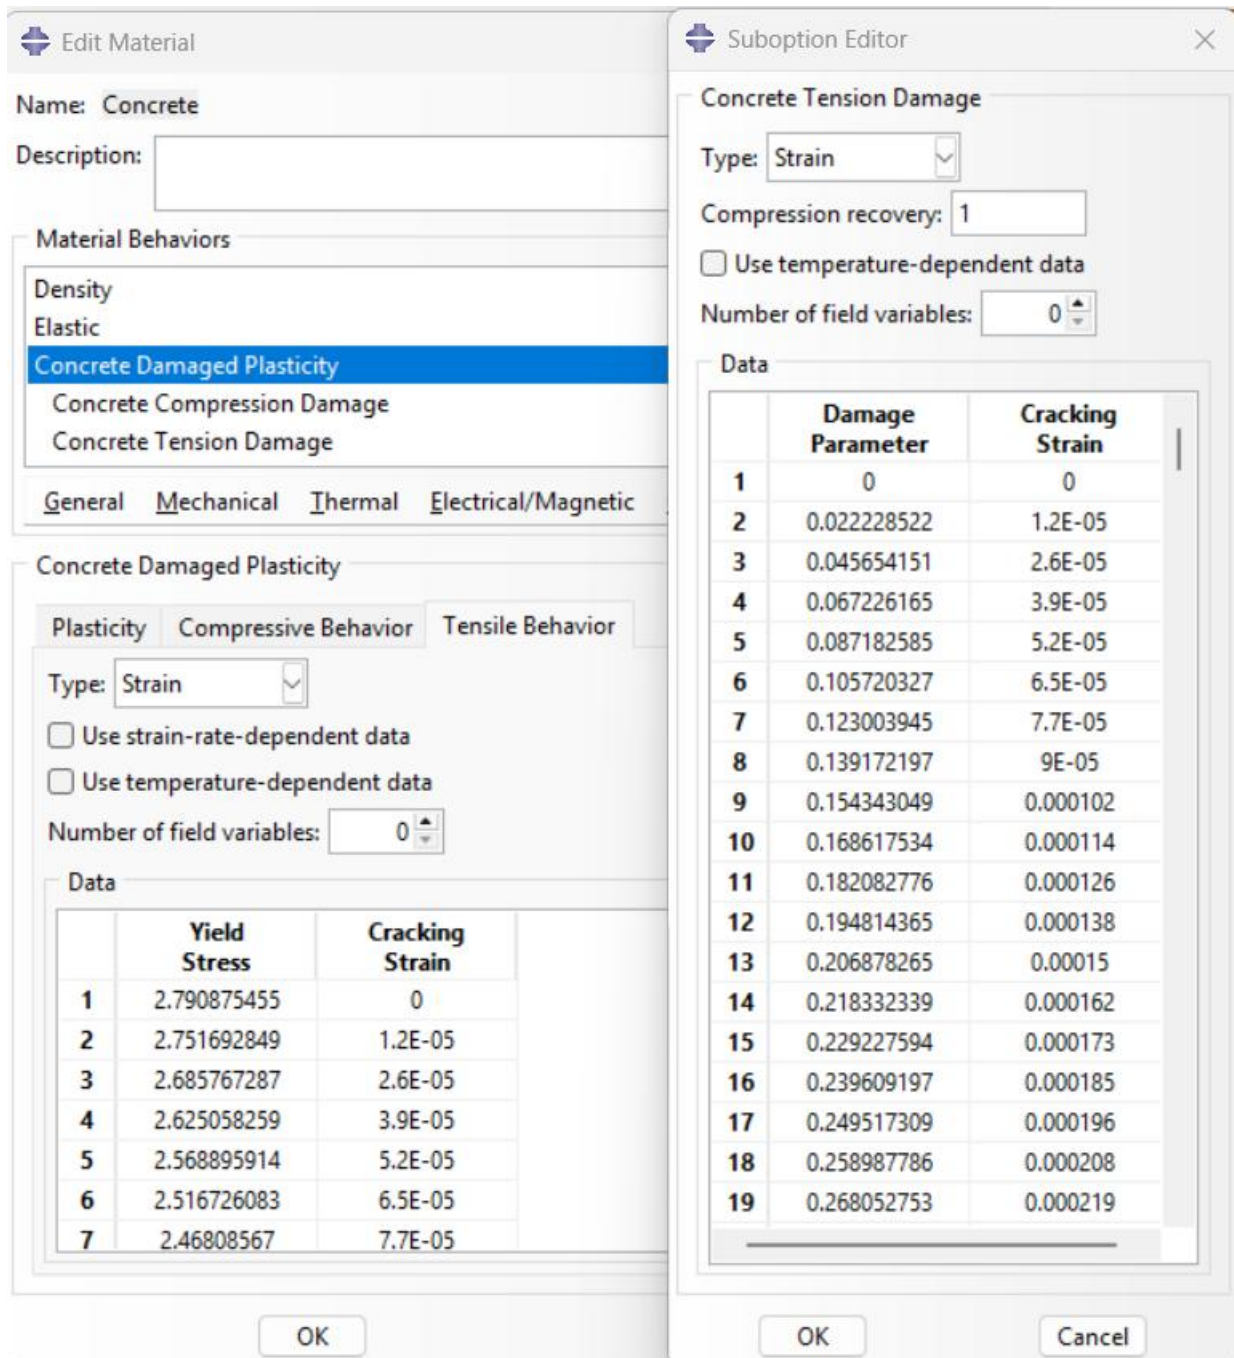 Edit Material
Name: Concrete
Description:
Material Behaviors
Density
Elastic
Concrete Damaged Plasticity
Concrete Compression Damage
Concrete Tension Damage
General Mechanical Thermal Electrical/Magnetic
Concrete Damaged Plasticity
Plasticity Compressive Behavior Tensile Behavior
Type: Strain
Use strain-rate-dependent data
Use temperature-dependent data
Number of field variables: 0
Data
Yield Cracking
Stress Strain
1 2.790875455 0
2 2.751692849 1.2E-05
3 2.685767287 2.6E-05
4 2.625058259 3.9E-05
5 2.568895914 5.2E-05
6 2.516726083 6.5E-05
7 2.46808567 7.7E-05
OK
Suboption Editor
Concrete Tension Damage
Type: Strain
Compression recovery: 1
Use temperature-dependent data
Number of field variables: 0
Data
Damage Cracking
Parameter Strain
1 0 0
2 0.022228522 1.2E-05
3 0.045654151 2.6E-05
4 0.067226165 3.9E-05
5 0.087182585 5.2E-05
6 0.105720327 6.5E-05
7 0.123003945 7.7E-05
8 0.139172197 9E-05
9 0.154343049 0.000102
10 0.168617534 0.000114
11 0.182082776 0.000126
12 0.194814365 0.000138
13 0.206878265 0.00015
14 0.218332339 0.000162
15 0.229227594 0.000173
16 0.239609197 0.000185
17 0.249517309 0.000196
18 0.258987786 0.000208
19 0.268052753 0.000219
OK Cancel